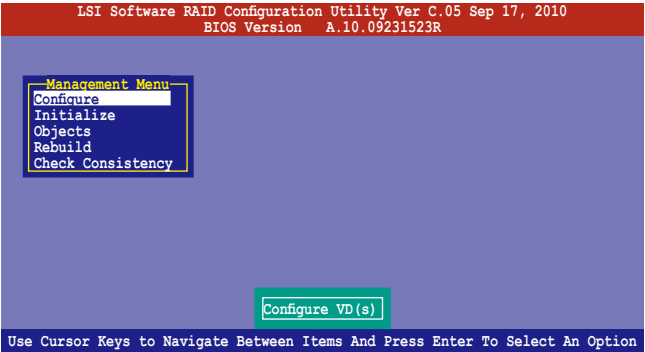 LSI Software RAID Configuration Utility Ver C.05 Sep 17, 2010
BIOS Version A.10.09231523R
Management Menu
Configure
Initialize
Objects
Rebuild
Check Consistency
Configure VD(s)
Use Cursor Keys to Navigate Between Items And Press Enter To Select An Option